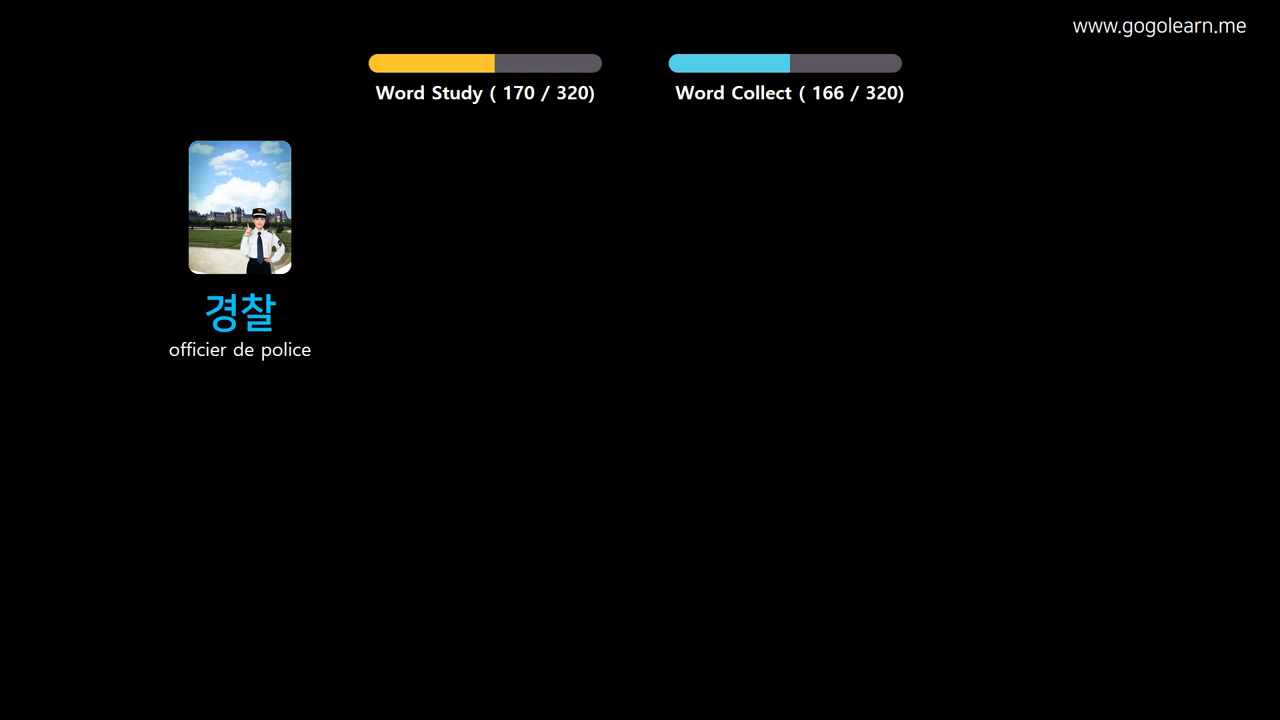 www.gogolearn.me
Word Study ( 170 / 320)
Word Collect ( 166 / 320)
경찰
officier de police